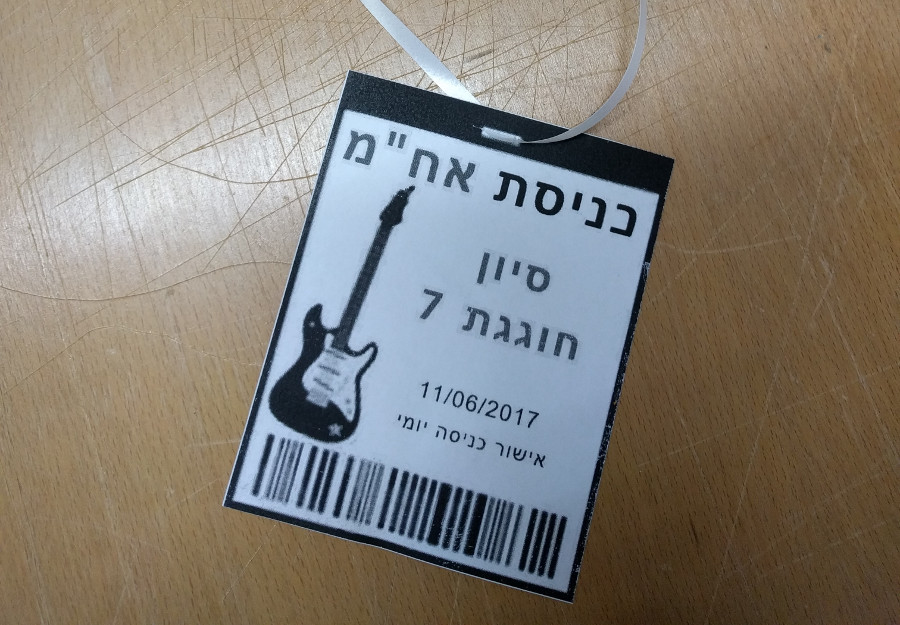 כניסת אח"מ
סיון
חוגגת 7
11/06/2017
אישור כניסה יומי